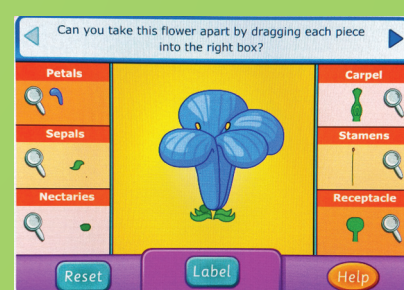 Can you take this flower apart by dragging each piece
into the right box?
Petals
Carpel
Sepals
Stamens
Nectaries
Receptacle
Reset
Label
Help